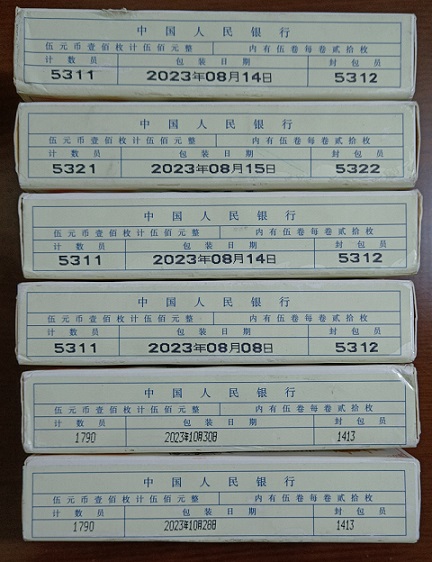 中国人民银行
伍元币壹佰枚计伍佰元整 内有伍卷每卷贰拾枚
计数员 包装日期 封包员
5311 2023年08月14日 5312
中国人民银行
伍元币壹佰枚计伍佰元整 内有伍卷每卷贰拾枚
计数员 包装日期 封包员
5321 2023年08月15日 5322
中国人民银行
伍元币壹佰枚计伍佰元整 内有伍卷每卷贰拾枚
计数员 包装日期 封包员
5311 2023年08月14日 5312
中国人民银行
伍元币壹佰枚计伍佰元整 内有伍卷每卷贰拾枚
计数员 包装日期 封包员
5311 2023年08月08日 5312
中国人民银行
伍元币壹佰枚计伍佰元整 内有伍卷每卷贰拾枚
计数员 包装日期 封包员
1790 2023年10月30日 1413
中国人民银行
伍元币壹佰枚计伍佰元整 内有伍卷每卷贰拾枚
计数员 包装日期 封包员
1790 2023年10月28日 1413